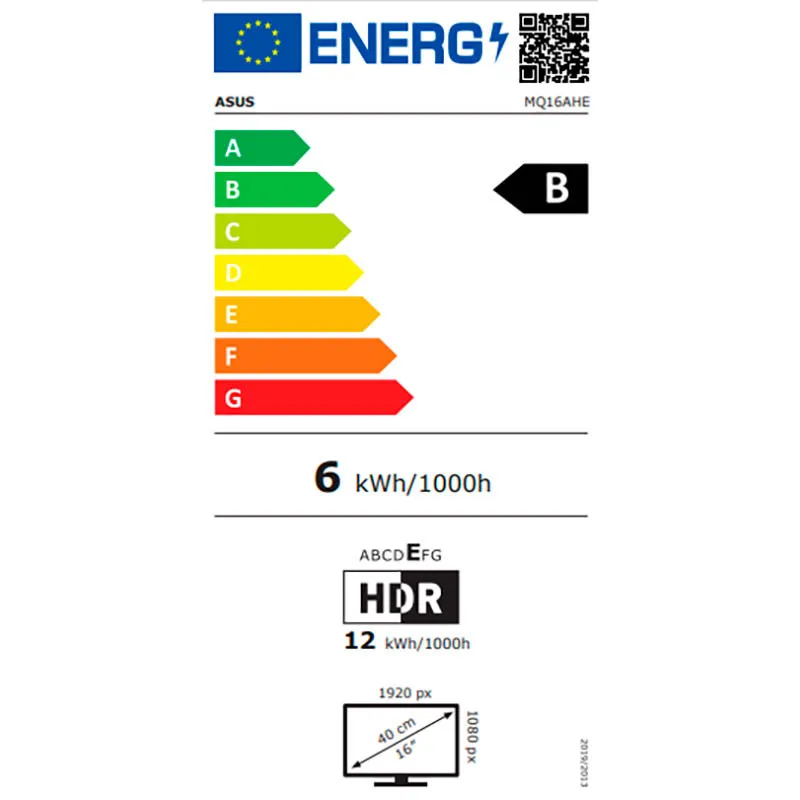 ENERG
ASUS MQ16AHE
A
B
B
C
D
E
F
G
6 kWh/1000h
ABCDEFG
HDR
12 kWh/1000h
1920 px
1080 px
40 cm
16"
2019/2013